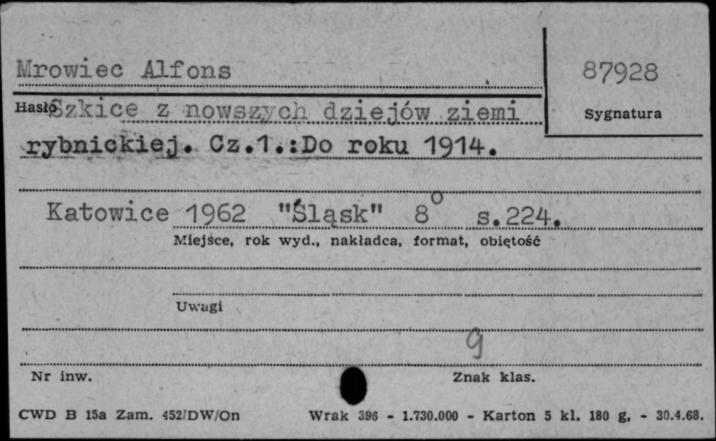 Mrowiec Alfons
87928
Hasło Szkice z nowszych dziejów ziemi
Sygnatura
rybnickiej. Cz.1.:Do roku 1914.
Katowice 1962 "Śląsk" 8° s.224.
Miejsce, rok wyd., nakładca, format, objętość
Uwagi
9
Nr inw.
Znak klas.
CWD B 15a Zam. 452/DW/On Wrak 396 - 1.730.000 - Karton 5 kl. 180 g. - 30.4.68.